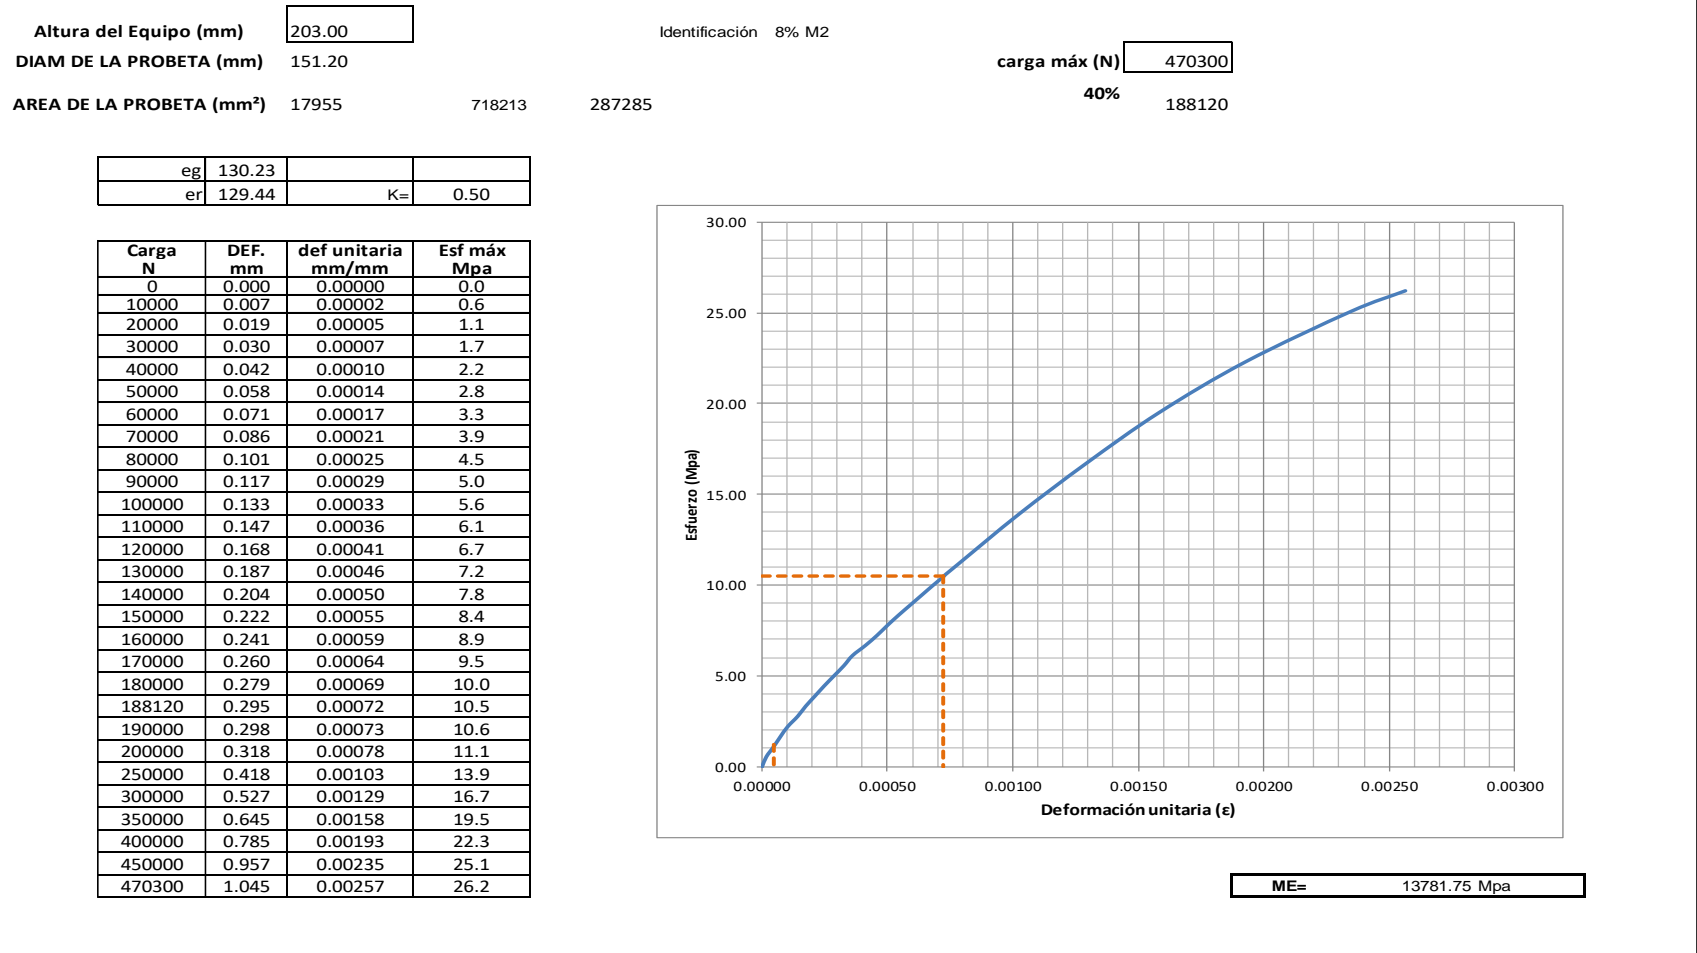 Altura del Equipo (mm) 203.00 Identificación 8% M2
DIAM DE LA PROBETA (mm) 151.20 carga máx (N) 470300
AREA DE LA PROBETA (mm²) 17955 718213 287285 40% 188120
eg 130.23
er 129.44 K= 0.50
Carga DEF. def unitaria Esf máx
N mm mm/mm Mpa
0 0.000 0.00000 0.0
10000 0.007 0.00002 0.6
20000 0.019 0.00005 1.1
30000 0.030 0.00007 1.7
40000 0.042 0.00010 2.2
50000 0.058 0.00014 2.8
60000 0.071 0.00017 3.3
70000 0.086 0.00021 3.9
80000 0.101 0.00025 4.5
90000 0.117 0.00029 5.0
100000 0.133 0.00033 5.6
110000 0.147 0.00036 6.1
120000 0.168 0.00041 6.7
130000 0.187 0.00046 7.2
140000 0.204 0.00050 7.8
150000 0.222 0.00055 8.4
160000 0.241 0.00059 8.9
170000 0.260 0.00064 9.5
180000 0.279 0.00069 10.0
188120 0.295 0.00072 10.5
190000 0.298 0.00073 10.6
200000 0.318 0.00078 11.1
250000 0.418 0.00103 13.9
300000 0.527 0.00129 16.7
350000 0.645 0.00158 19.5
400000 0.785 0.00193 22.3
450000 0.957 0.00235 25.1
470300 1.045 0.00257 26.2
30.00
25.00
20.00
15.00
10.00
5.00
0.00
Esfuerzo (Mpa)
0.00000 0.00050 0.00100 0.00150 0.00200 0.00250 0.00300
Deformación unitaria (ε)
ME= 13781.75 Mpa